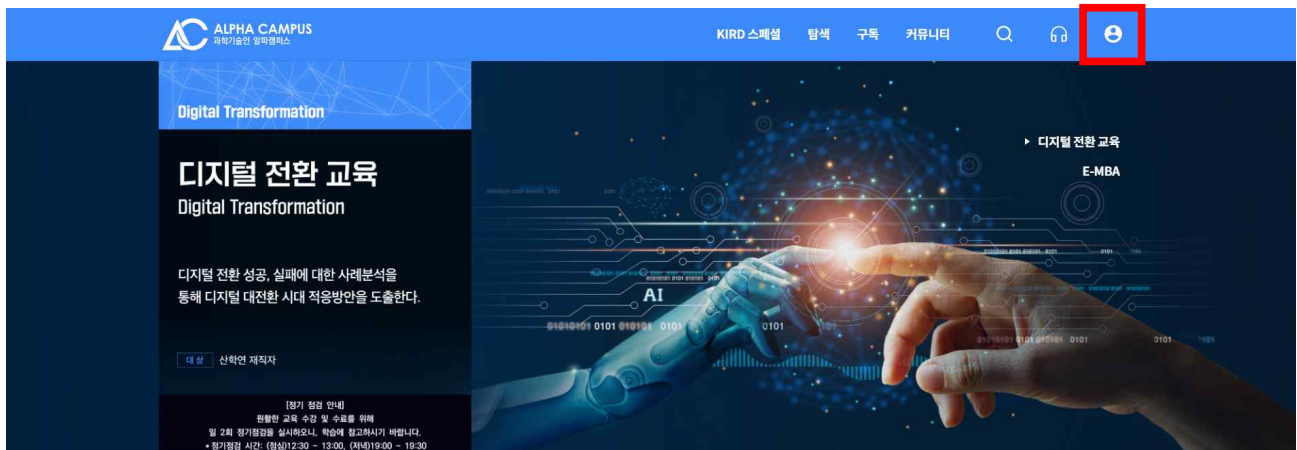 ALPHA CAMPUS
과학기술인 알파캠퍼스
KIRD 스페셜 탐색 구독 커뮤니티
Digital Transformation
디지털 전환 교육
Digital Transformation
디지털 전환 성공, 실패에 대한 사례분석을
통해 디지털 대전환 시대 적응방안을 도출한다.
대상 산학연 재직자
[정기 점검 안내]
원활한 교육 수강 및 수료를 위해
일 2회 정기점검을 실시하오니, 학습에 참고하시기 바랍니다.
• 정기점검 시간: (점심)12:30 ~ 13:00, (저녁)19:00 ~ 19:30
▶ 디지털 전환 교육
E-MBA
AI
01010101 0101 010101 0101
0101
0101
0101